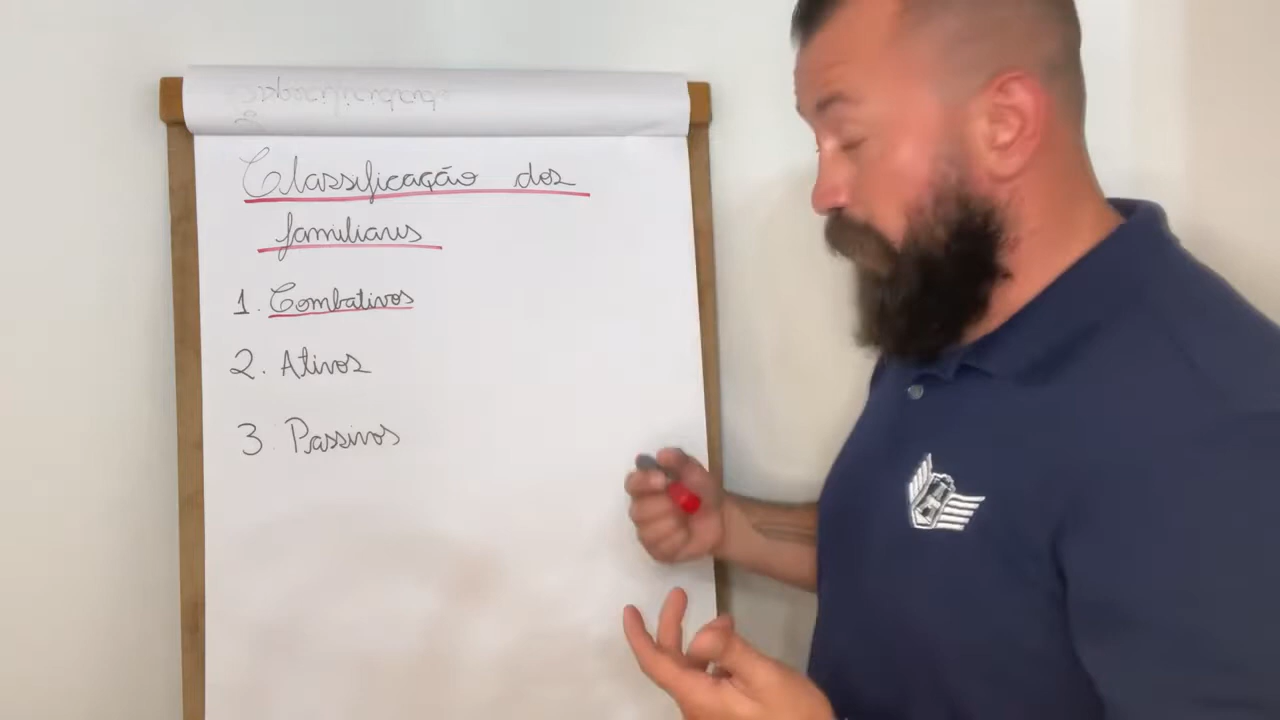 Classificação dos
familiares
1. Combativos
2. Ativos
3. Passivos